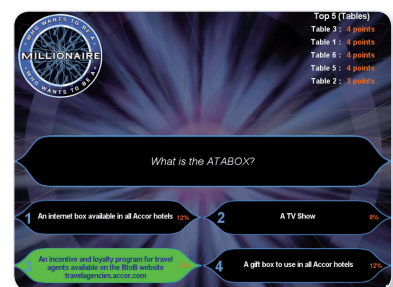 WHO WANTS TO BE A
MILLIONAIRE
WHO WANTS TO BE A
Top 5 (Tables)
Table 3 : 4 points
Table 1 : 4 points
Table 6 : 4 points
Table 5 : 4 points
Table 2 : 3 points
What is the ATABOX?
1 An internet box available in all Accor hotels 12%
2 A TV Show 8%
An incentive and loyalty program for travel
agents available on the BtoB website
travelagencies.accor.com
4 A gift box to use in all Accor hotels 12%